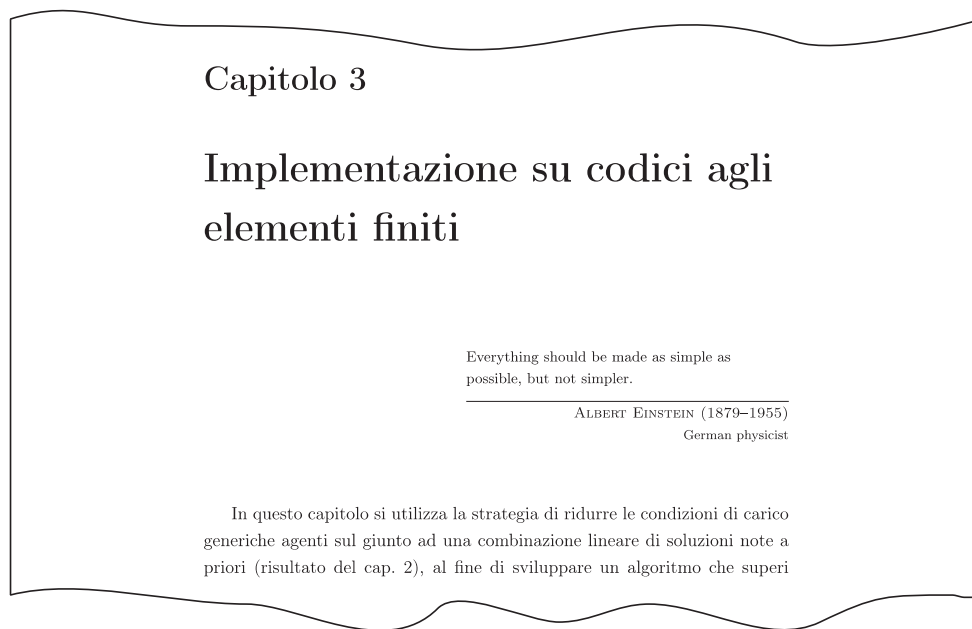 Capitolo 3
Implementazione su codici agli
elementi finiti
Everything should be made as simple as
possible, but not simpler.
Albert Einstein (1879–1955)
German physicist
In questo capitolo si utilizza la strategia di ridurre le condizioni di carico
generiche agenti sul giunto ad una combinazione lineare di soluzioni note a
priori (risultato del cap. 2), al fine di sviluppare un algoritmo che superi